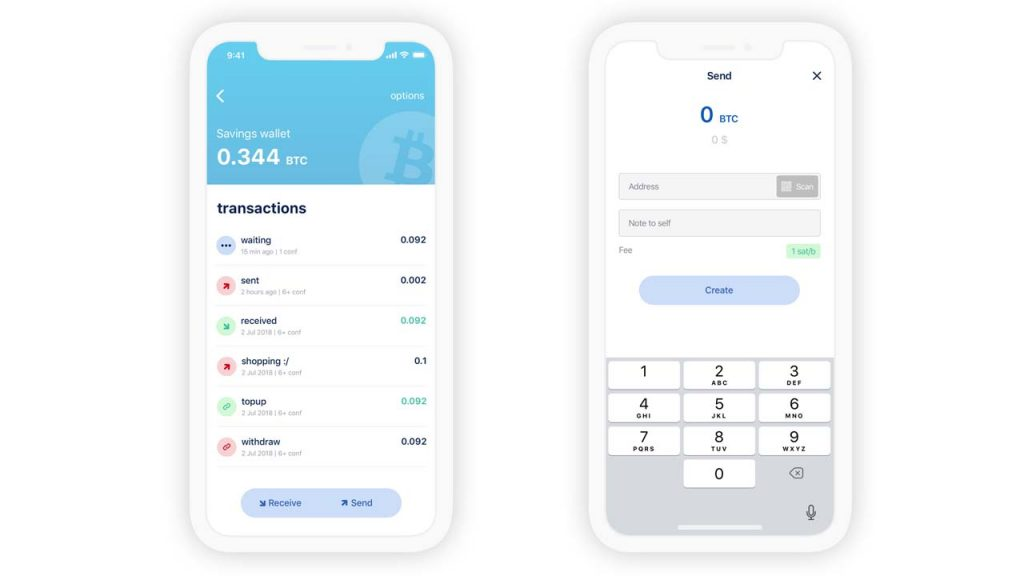 9:41
options
Savings wallet
0.344 BTC
transactions
waiting 0.092
15 min ago | 1 conf
sent 0.002
2 hours ago | 6+ conf
received 0.092
2 Jul 2018 | 6+ conf
shopping :/ 0.1
2 Jul 2018 | 6+ conf
topup 0.092
2 Jul 2018 | 6+ conf
withdraw 0.092
2 Jul 2018 | 6+ conf
Receive Send
Send
0 BTC
0 $
Address Scan
Note to self
Fee 1 sat/b
Create
1 2 3
ABC DEF
4 5 6
GHI JKL MNO
7 8 9
PQRS TUV WXYZ
0